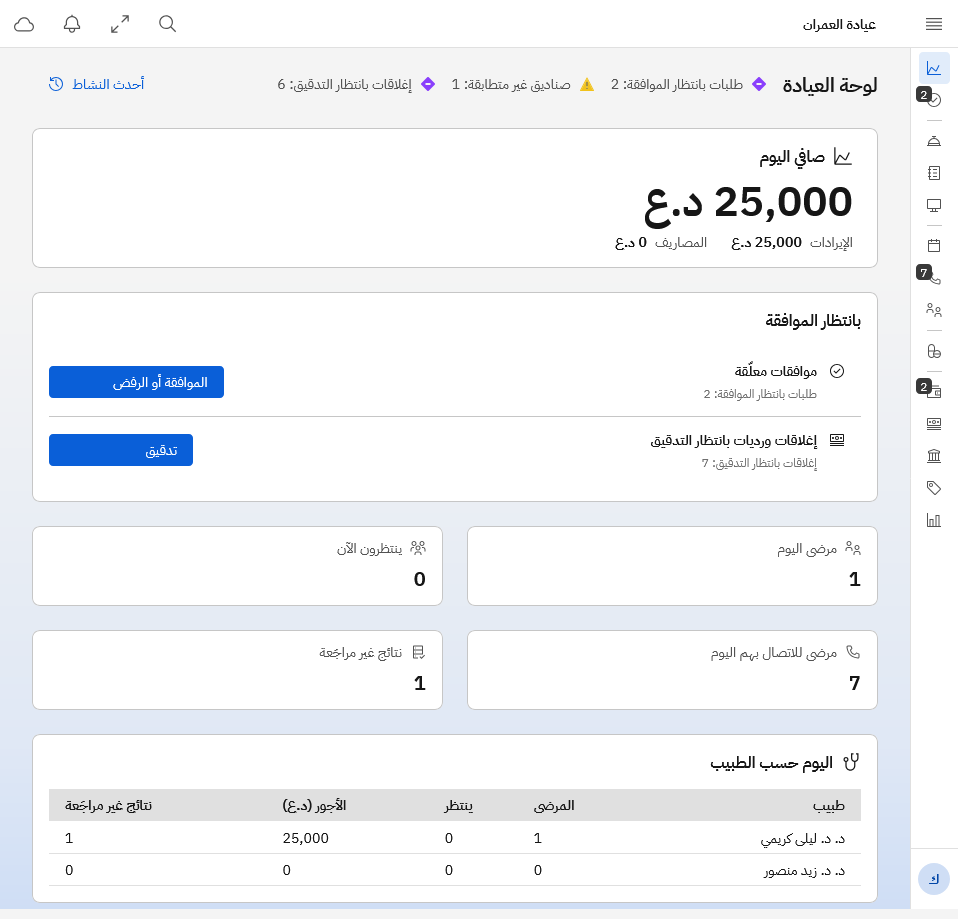 عيادة العمران
2
7
2
ك
لوحة العيادة
طلبات بانتظار الموافقة: 2
صناديق غير متطابقة: 1
إغلاقات بانتظار التدقيق: 6
أحدث النشاط
صافي اليوم
25,000 د.ع
الإيرادات 25,000 د.ع المصاريف 0 د.ع
بانتظار الموافقة
موافقات معلّقة
طلبات بانتظار الموافقة: 2
الموافقة أو الرفض
إغلاقات ورديات بانتظار التدقيق
إغلاقات بانتظار التدقيق: 7
تدقيق
مرضى اليوم
1
ينتظرون الآن
0
مرضى للاتصال بهم اليوم
7
نتائج غير مراجَعة
1
اليوم حسب الطبيب
طبيب المرضى ينتظر الأجور (د.ع) نتائج غير مراجَعة
د. د. ليلى كريمي 1 0 25,000 1
د. د. زيد منصور 0 0 0 0